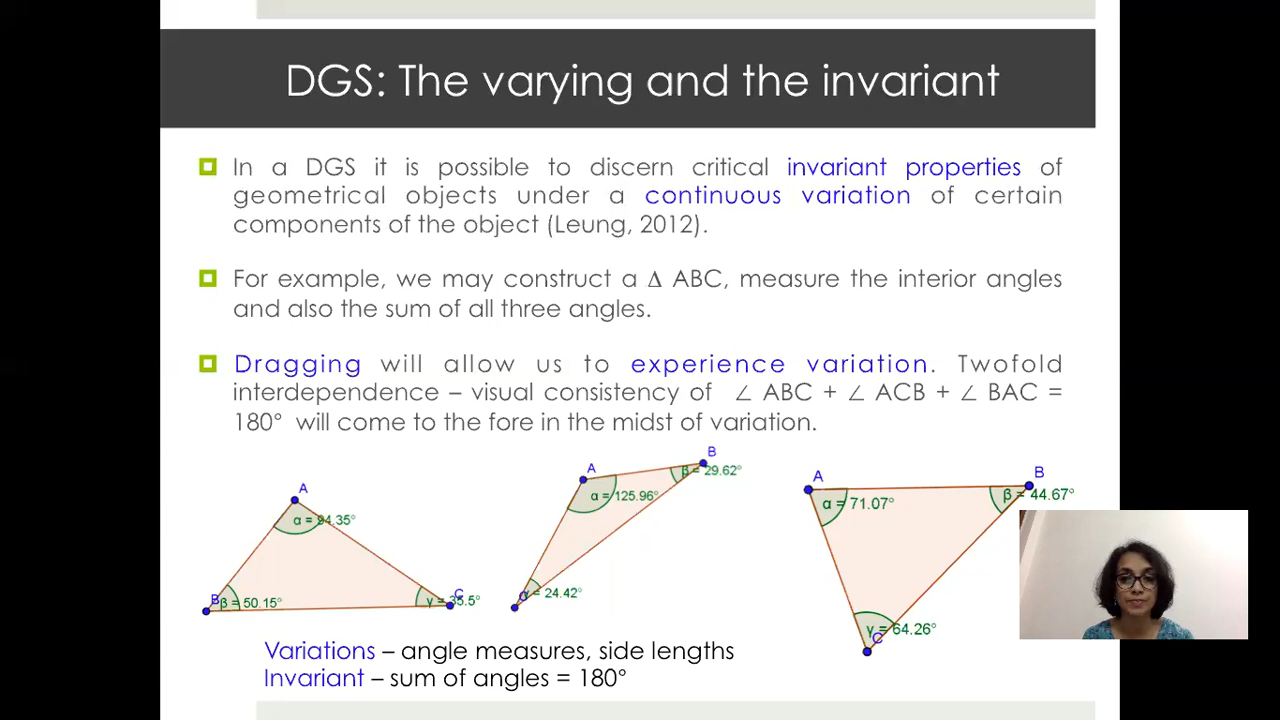 DGS: The varying and the invariant
In a DGS it is possible to discern critical invariant properties of
geometrical objects under a continuous variation of certain
components of the object (Leung, 2012).
For example, we may construct a Δ ABC, measure the interior angles
and also the sum of all three angles.
Dragging will allow us to experience variation. Twofold
interdependence – visual consistency of ∠ ABC + ∠ ACB + ∠ BAC =
180° will come to the fore in the midst of variation.
A
α = 94.35°
B
β = 50.15°
C
γ = 35.5°
A
B
α = 125.96°
β = 29.62°
γ = 24.42°
A
B
α = 71.07°
β = 44.67°
γ = 64.26°
C
Variations – angle measures, side lengths
Invariant – sum of angles = 180°